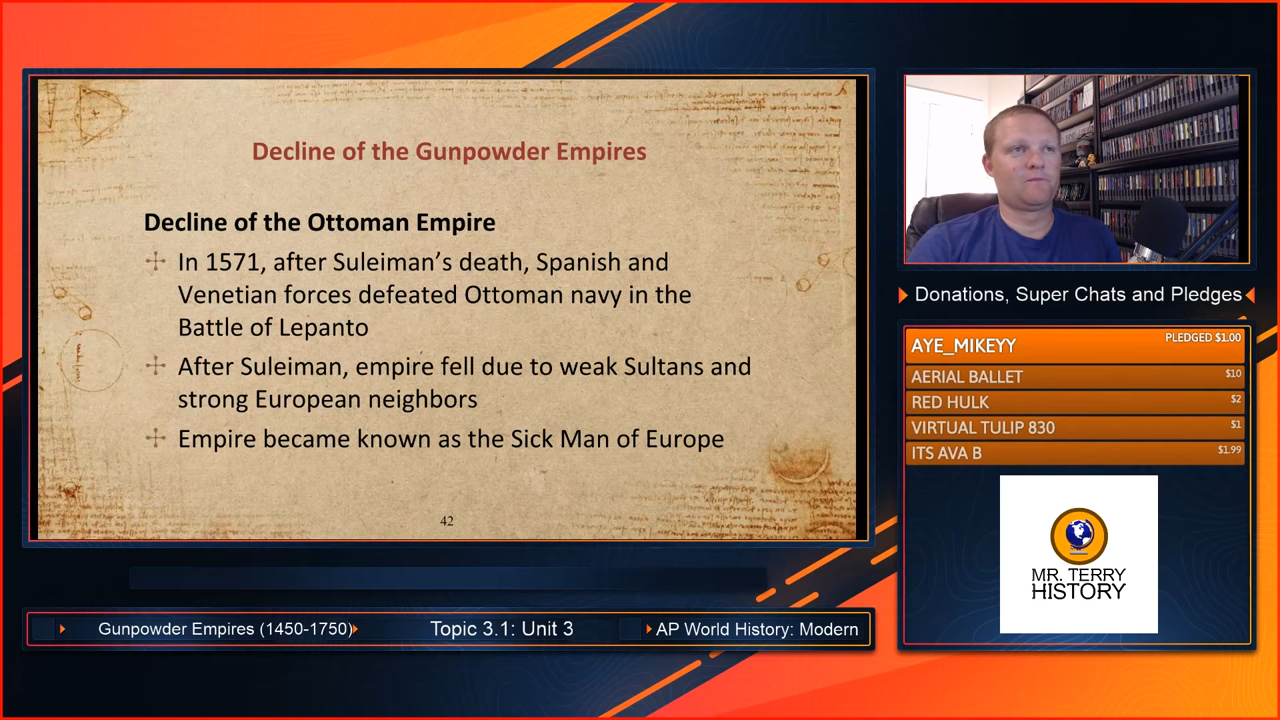 Decline of the Gunpowder Empires
Decline of the Ottoman Empire
In 1571, after Suleiman’s death, Spanish and
Venetian forces defeated Ottoman navy in the
Battle of Lepanto
After Suleiman, empire fell due to weak Sultans and
strong European neighbors
Empire became known as the Sick Man of Europe
42
Donations, Super Chats and Pledges
AYE_MIKEYY PLEDGED $1.00
AERIAL BALLET $10
RED HULK $2
VIRTUAL TULIP 830 $1
ITS AVA B $1.99
MR. TERRY
HISTORY
Gunpowder Empires (1450-1750)
Topic 3.1: Unit 3
AP World History: Modern